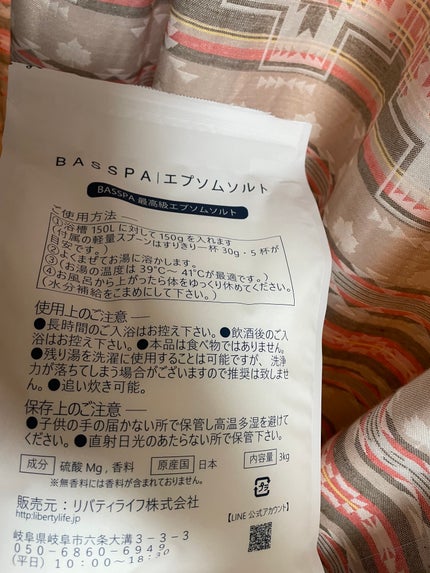 BASSPA|エプソムソルト
BASSPA 最高級エプソムソルト
ご使用方法
①浴槽 150L に対して 150g を入れます
(付属の軽量スプーンはすりきり一杯 30g・5 杯が
目安です。)
②よくまぜてお湯に溶かします。
③(お湯の温度は 39℃〜 41℃が最適です。)
④お風呂から上がったら体をゆっくり休めてください。
(水分補給をこまめにして下さい。)
使用上のご注意
●長時間のご入浴はお控え下さい。●飲酒後のご入
浴はお控え下さい。●本品は食べ物ではありません。
●残り湯を洗濯に使用することは可能ですが、洗浄
力が落ちてしまう場合がございますので推奨は致しませ
ん。●追い炊き可能。
保存上のご注意
●子供の手の届かない所で保管し高温多湿を避けて
ください。●直射日光のあたらない所で保管下さい。
成分 硫酸 Mg , 香料 原産国 日本 内容量 3kg
※無香料には香料が含まれておりません。
販売元：リバティライフ株式会社
http:libertylife.jp
【LINE 公式アカウント】
岐阜県岐阜市六条大溝3－3－3
050-6860-6949
(平日) 10:00〜18:30